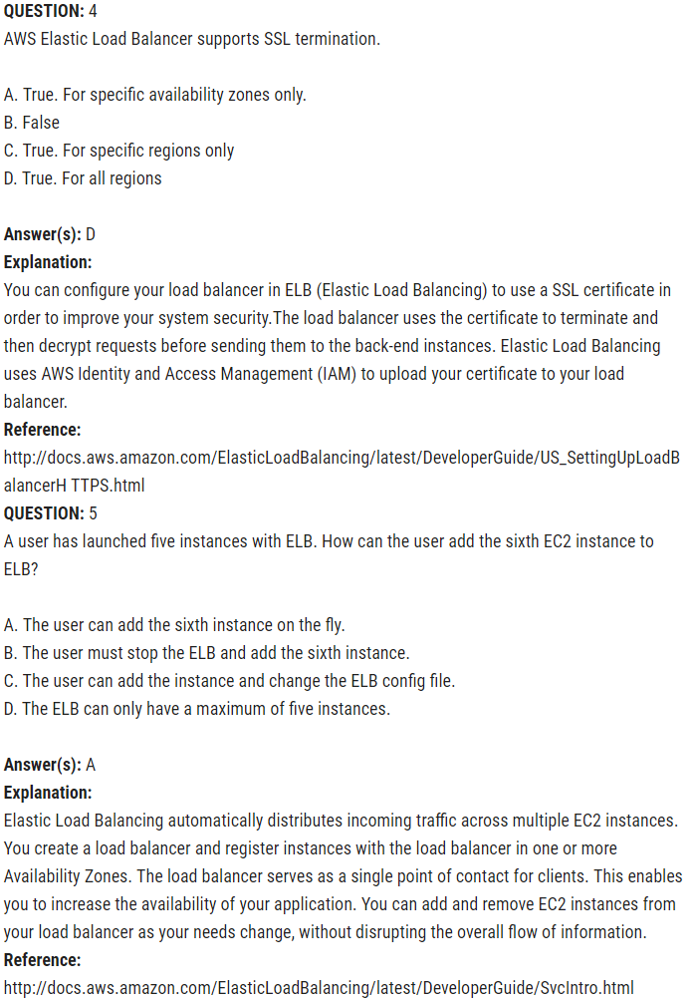 QUESTION: 4
AWS Elastic Load Balancer supports SSL termination.
A. True. For specific availability zones only.
B. False
C. True. For specific regions only
D. True. For all regions
Answer(s): D
Explanation:
You can configure your load balancer in ELB (Elastic Load Balancing) to use a SSL certificate in
order to improve your system security.The load balancer uses the certificate to terminate and
then decrypt requests before sending them to the back-end instances. Elastic Load Balancing
uses AWS Identity and Access Management (IAM) to upload your certificate to your load
balancer.
Reference:
http://docs.aws.amazon.com/ElasticLoadBalancing/latest/DeveloperGuide/US_SettingUpLoadB
alancerH TTPS.html
QUESTION: 5
A user has launched five instances with ELB. How can the user add the sixth EC2 instance to
ELB?
A. The user can add the sixth instance on the fly.
B. The user must stop the ELB and add the sixth instance.
C. The user can add the instance and change the ELB config file.
D. The ELB can only have a maximum of five instances.
Answer(s): A
Explanation:
Elastic Load Balancing automatically distributes incoming traffic across multiple EC2 instances.
You create a load balancer and register instances with the load balancer in one or more
Availability Zones. The load balancer serves as a single point of contact for clients. This enables
you to increase the availability of your application. You can add and remove EC2 instances from
your load balancer as your needs change, without disrupting the overall flow of information.
Reference:
http://docs.aws.amazon.com/ElasticLoadBalancing/latest/DeveloperGuide/SvcIntro.html